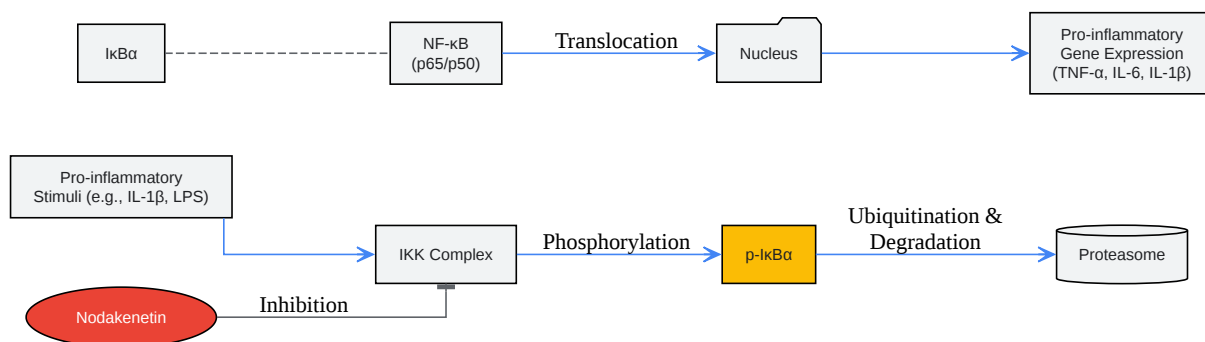 IκBα
NF-κB
(p65/p50)
Translocation
Nucleus
Pro-inflammatory
Gene Expression
(TNF-α, IL-6, IL-1β)
Pro-inflammatory
Stimuli (e.g., IL-1β, LPS)
IKK Complex
Phosphorylation
p-IκBα
Ubiquitination &
Degradation
Proteasome
Nodakenetin
Inhibition